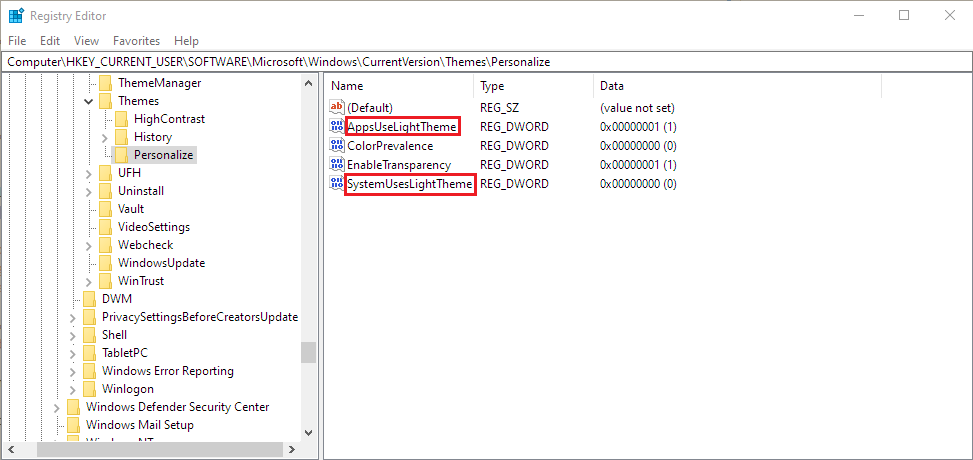 Registry Editor
File Edit View Favorites Help
Computer\HKEY_CURRENT_USER\SOFTWARE\Microsoft\Windows\CurrentVersion\Themes\Personalize
ThemeManager
Themes
HighContrast
History
Personalize
UFH
Uninstall
Vault
VideoSettings
Webcheck
WindowsUpdate
WinTrust
DWM
PrivacySettingsBeforeCreatorsUpdate
Shell
TabletPC
Windows Error Reporting
Winlogon
Windows Defender Security Center
Windows Mail Setup
Windows NT
Name Type Data
(Default) REG_SZ (value not set)
AppsUseLightTheme REG_DWORD 0x00000001 (1)
ColorPrevalence REG_DWORD 0x00000000 (0)
EnableTransparency REG_DWORD 0x00000001 (1)
SystemUsesLightTheme REG_DWORD 0x00000000 (0)